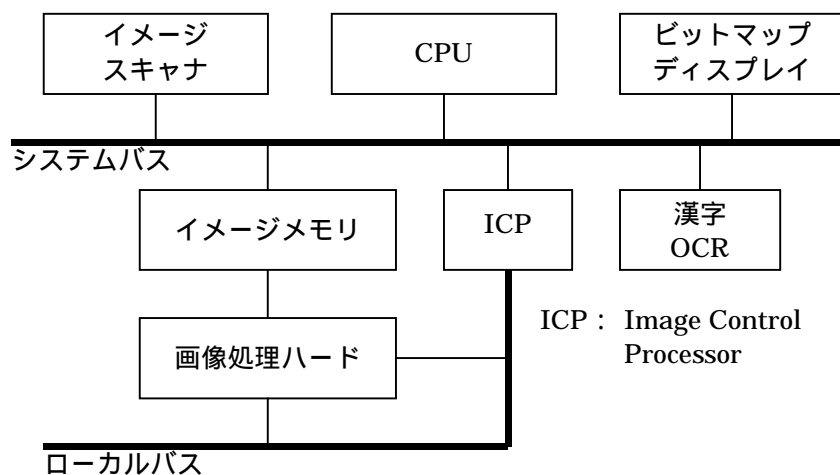 イメージ
スキャナ
CPU
ビットマップ
ディスプレイ
システムバス
イメージメモリ
ICP
漢字
OCR
ICP： Image Control
Processor
画像処理ハード
ローカルバス